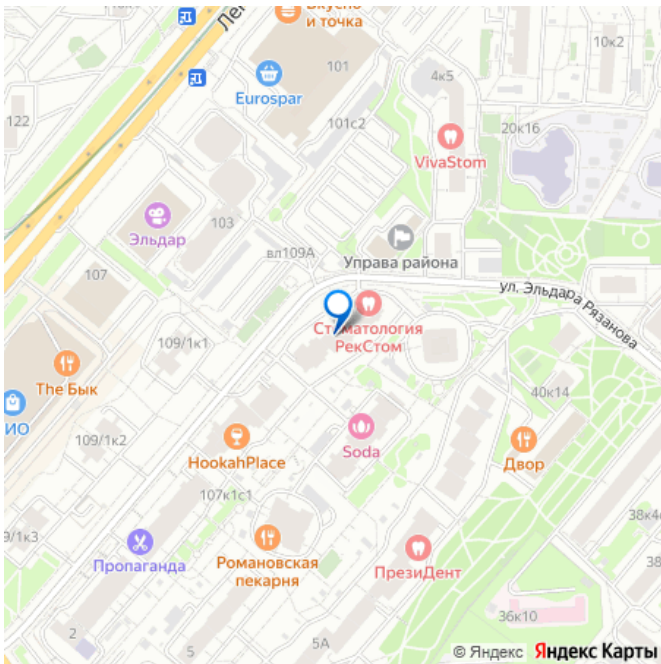 Вкусно
и точка
10к2
Ле
101
4к5
Eurospar
122
101с2
20к16
VivaStom
103
Эльдар
вл109А
Управа района
107
ул. Эльдара Рязанова
Стоматология
РекСтом
109/1к1
The Бык
40к14
ИО
Soda
109/1к2
HookahPlace
Двор
107к1с1
38к4
9/1к3
Пропаганда
Романовская
пекарня
ПрезиДент
38
36к10
2
5
5А
© Яндекс Яндекс Карты